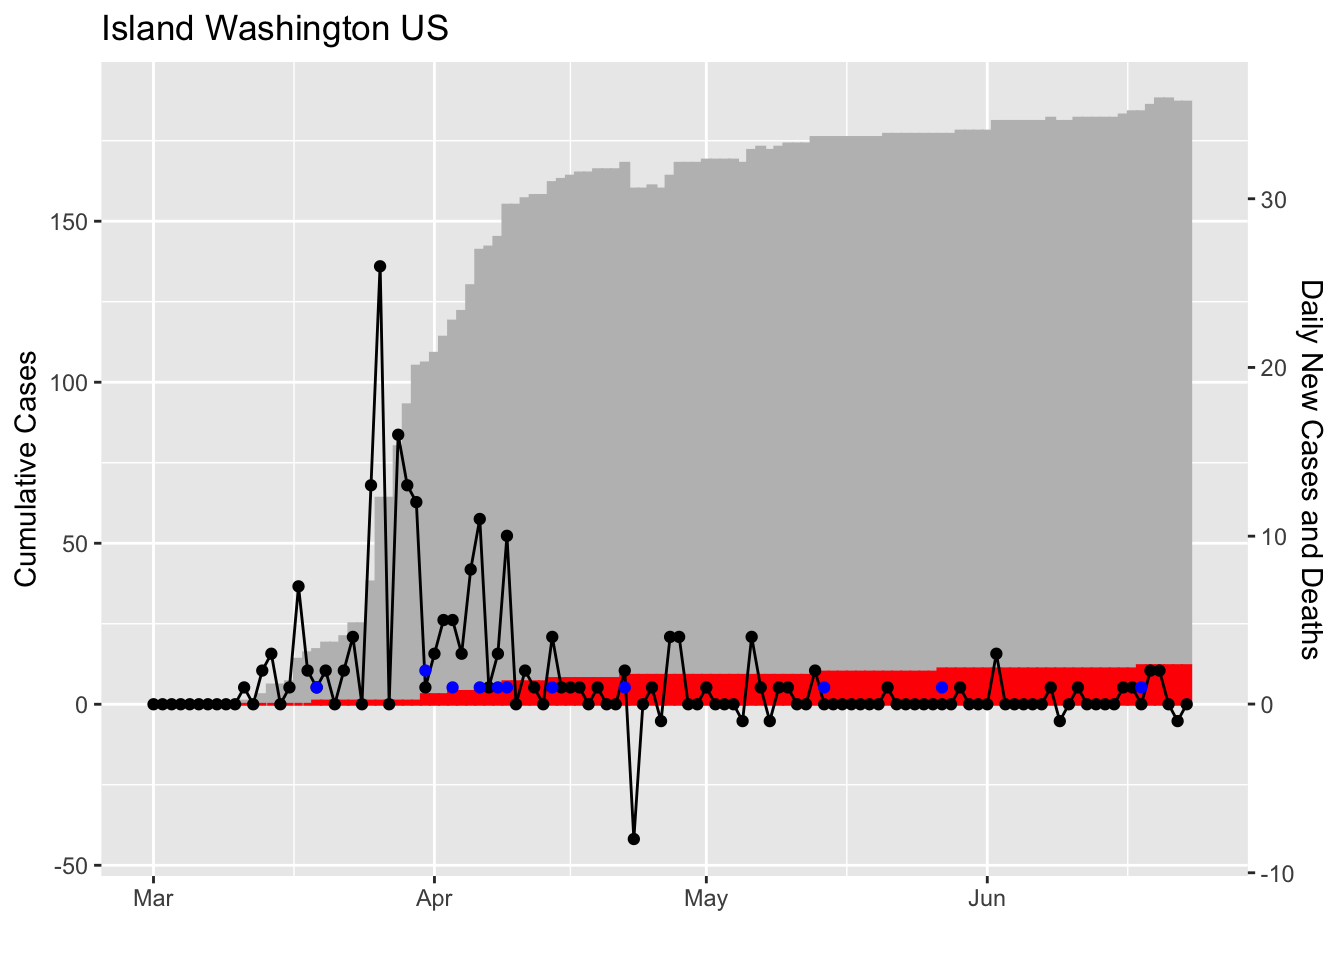 Island Washington US
Cumulative Cases
150
100
50
0
-50
30
20
10
0
-10
Daily New Cases and Deaths
Mar
Apr
May
Jun